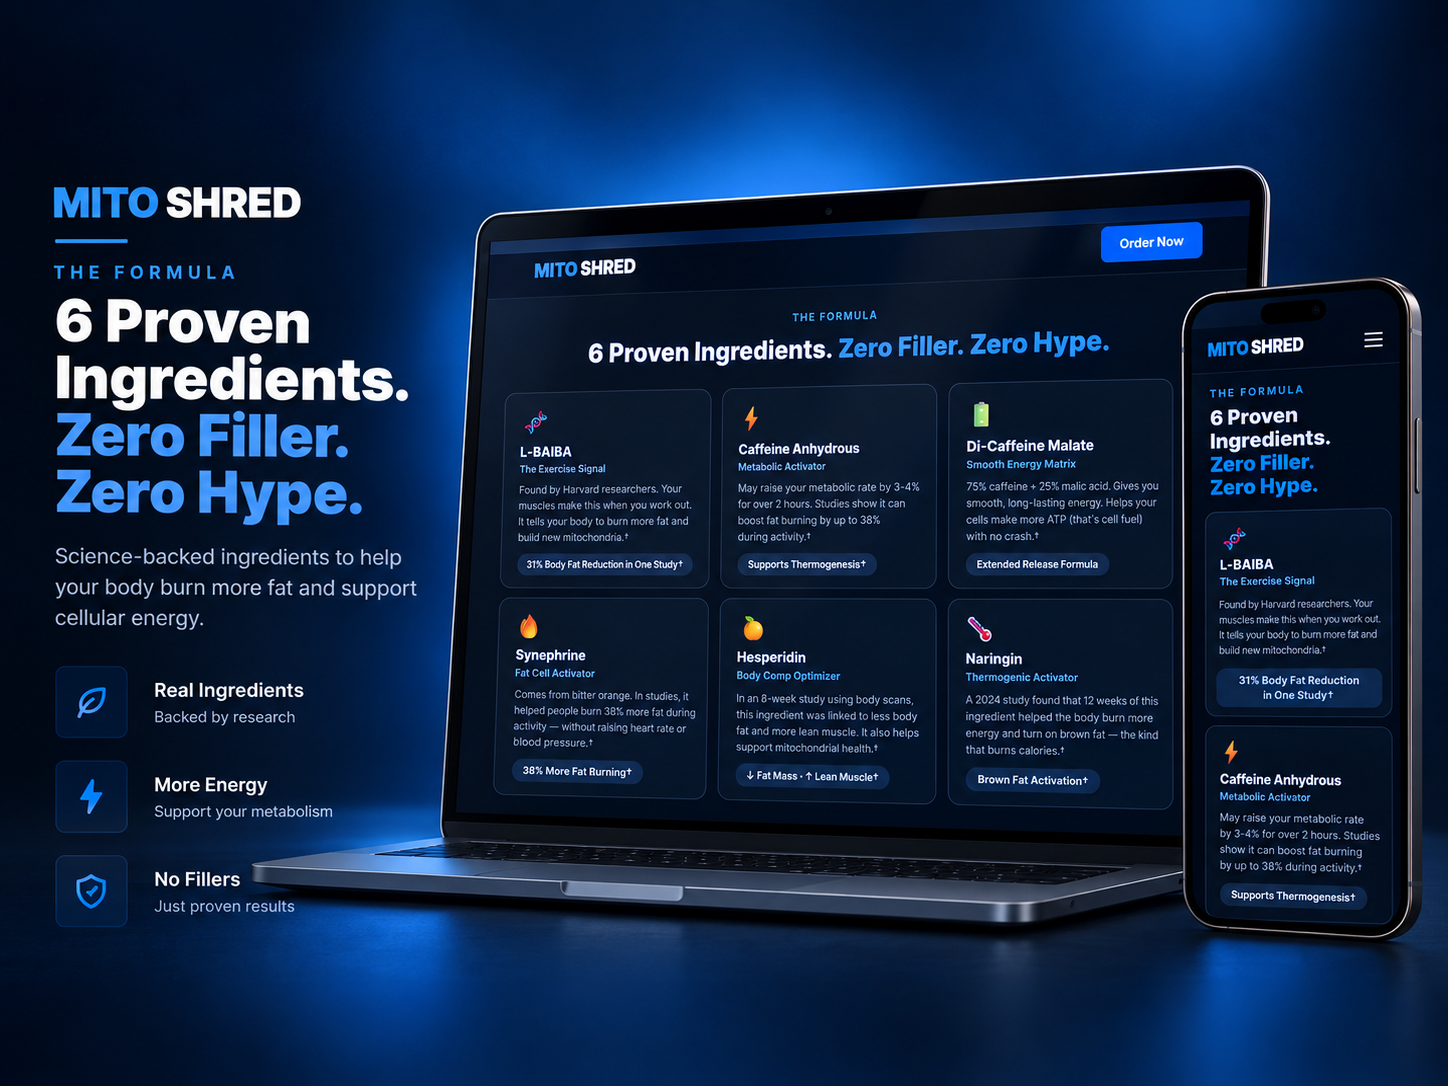 MITO SHRED
THE FORMULA
6 Proven
Ingredients.
Zero Filler.
Zero Hype.
Science-backed ingredients to help
your body burn more fat and support
cellular energy.
Real Ingredients
Backed by research
More Energy
Support your metabolism
No Fillers
Just proven results
MITO SHRED
Order Now
THE FORMULA
6 Proven Ingredients. Zero Filler. Zero Hype.
L-BAIBA
The Exercise Signal
Found by Harvard researchers. Your
muscles make this when you work out.
It tells your body to burn more fat and
build new mitochondria.†
31% Body Fat Reduction in One Study†
Caffeine Anhydrous
Metabolic Activator
May raise your metabolic rate by 3-4%
for over 2 hours. Studies show it can
boost fat burning by up to 38%
during activity.†
Supports Thermogenesis†
Di-Caffeine Malate
Smooth Energy Matrix
75% caffeine + 25% malic acid. Gives you
smooth, long-lasting energy. Helps your
cells make more ATP (that's cell fuel)
with no crash.†
Extended Release Formula
Synephrine
Fat Cell Activator
Comes from bitter orange. In studies, it
helped people burn 38% more fat during
activity — without raising heart rate or
blood pressure.†
38% More Fat Burning†
Hesperidin
Body Comp Optimizer
In an 8-week study using body scans,
this ingredient was linked to less body
fat and more lean muscle. It also helps
support mitochondrial health.†
↓ Fat Mass · ↑ Lean Muscle†
Naringin
Thermogenic Activator
A 2024 study found that 12 weeks of this
ingredient helped the body burn more
energy and turn on brown fat — the kind
that burns calories.†
Brown Fat Activation†
MITO SHRED
THE FORMULA
6 Proven
Ingredients.
Zero Filler.
Zero Hype.
L-BAIBA
The Exercise Signal
Found by Harvard researchers. Your
muscles make this when you work out.
It tells your body to burn more fat and
build new mitochondria.†
31% Body Fat Reduction
in One Study†
Caffeine Anhydrous
Metabolic Activator
May raise your metabolic rate
by 3-4% for over 2 hours. Studies
show it can boost fat burning
by up to 38% during activity.†
Supports Thermogenesis†